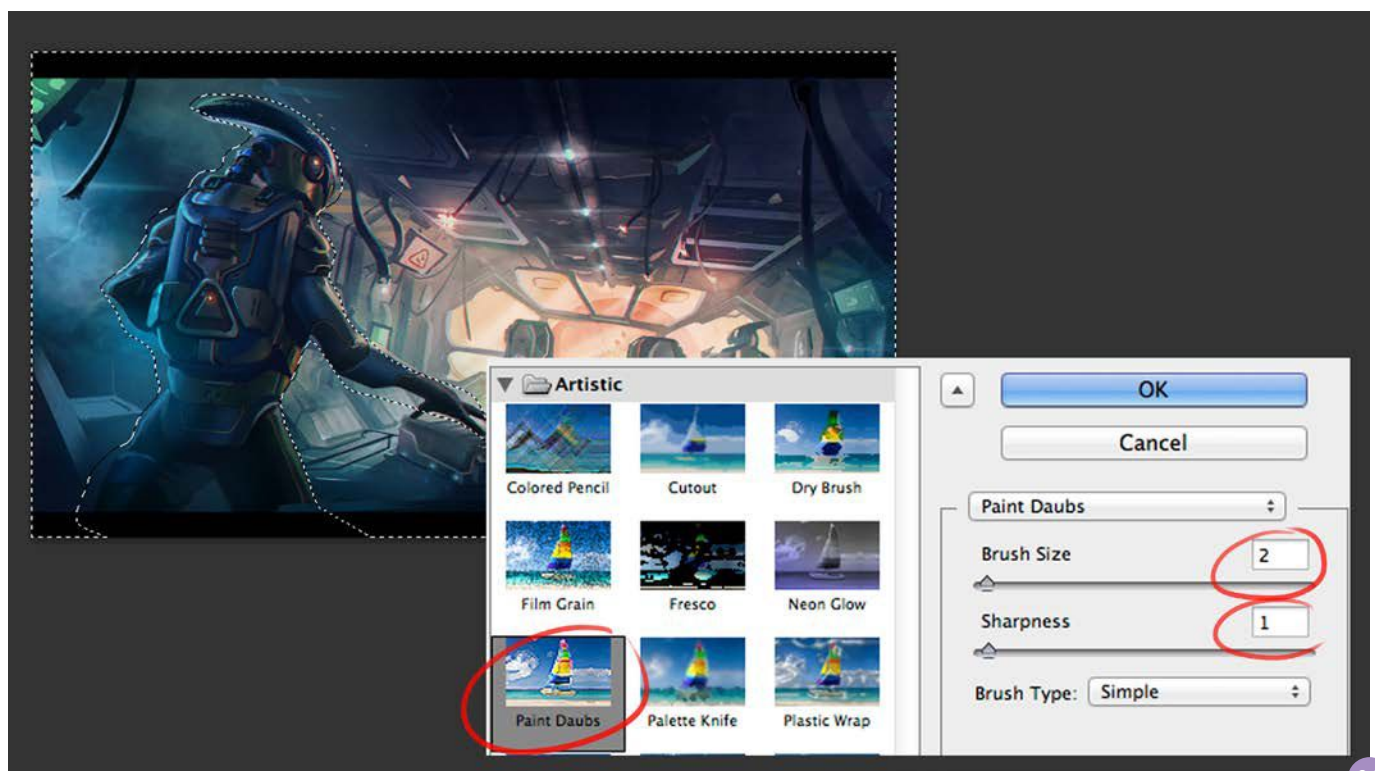 Artistic
Colored Pencil
Cutout
Dry Brush
Film Grain
Fresco
Neon Glow
Paint Daubs
Palette Knife
Plastic Wrap
OK
Cancel
Paint Daubs
Brush Size
2
Sharpness
1
Brush Type: Simple